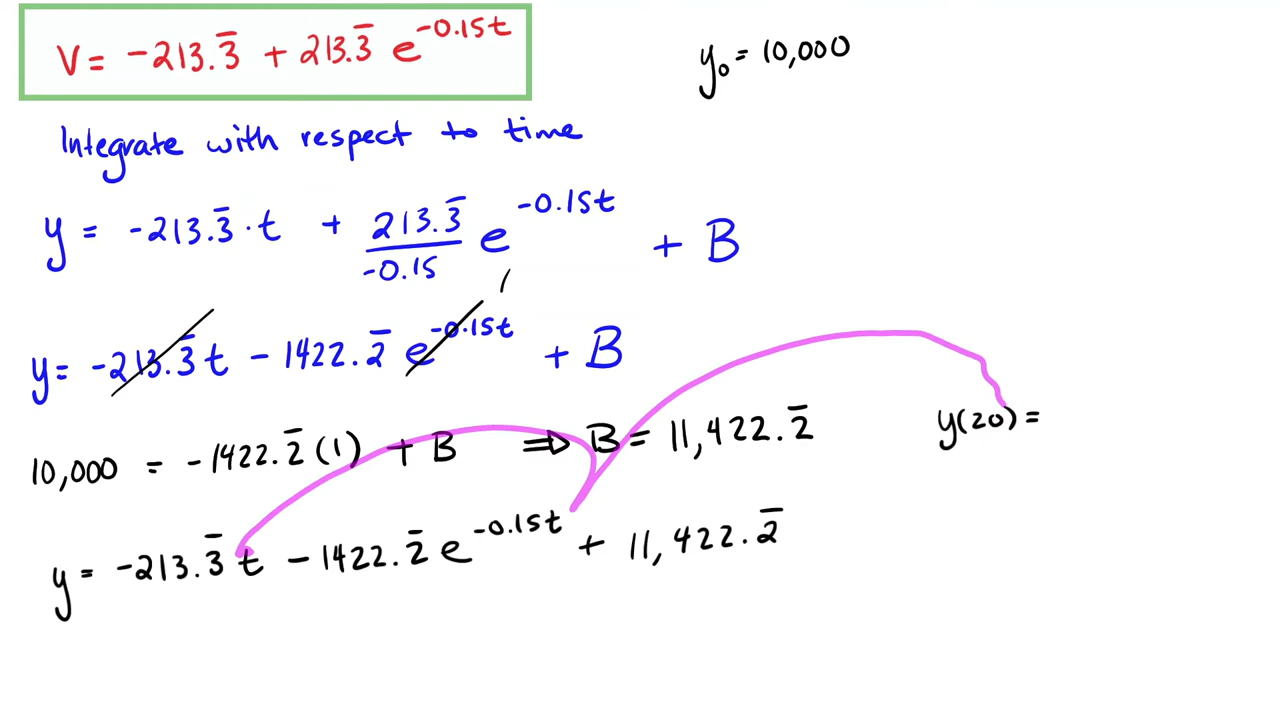 V = -213.3̅ + 213.3̅ e^{-0.15t}
y₀ = 10,000
Integrate with respect to time
y = -213.3̅ · t + \frac{213.3̅}{-0.15} e^{-0.15t} + B
1
y = -213.3̅ t - 1422.2̅ e^{-0.15t} + B
10,000 = -1422.2̅ (1) + B ⇒ B = 11,422.2̅
y(20) =
y = -213.3̅ t - 1422.2̅ e^{-0.15t} + 11,422.2̅